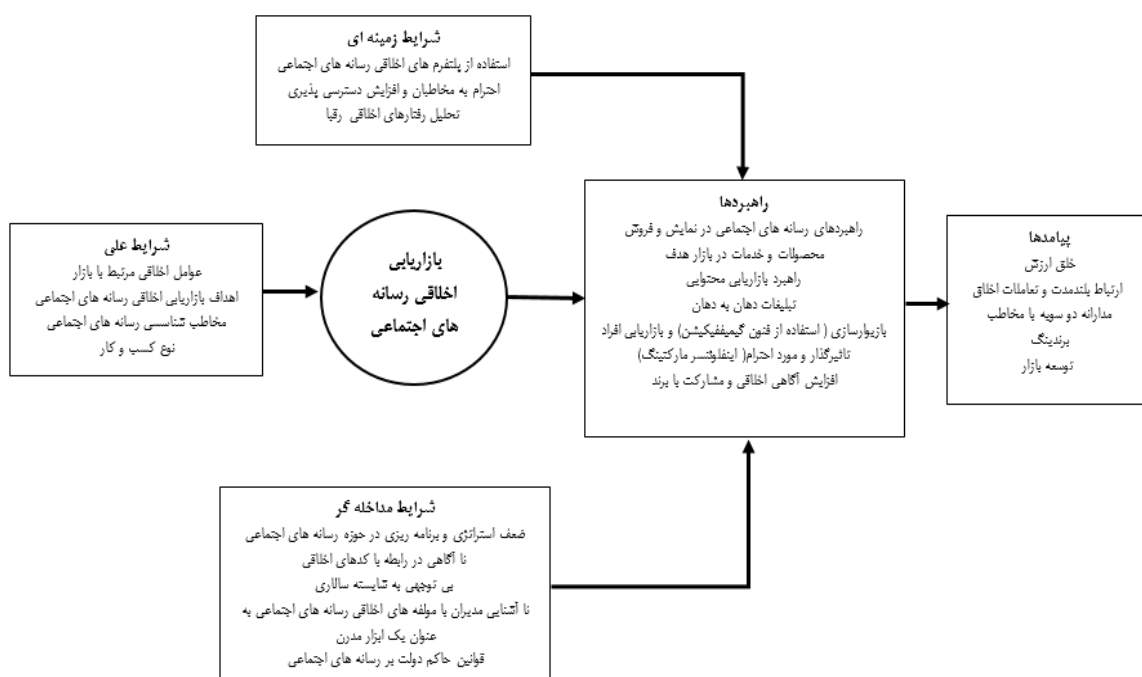 شرایط زمینه ای
استفاده از پلتفرم های اخلاقی رسانه های اجتماعی
احترام به مخاطبان و افزایش دسترسی پذیری
تحلیل رفتارهای اخلاقی رقبا
شرایط علی
عوامل اخلاقی مرتبط با بازار
اهداف بازاریابی اخلاقی رسانه های اجتماعی
مخاطب شناسسی رسانه های اجتماعی
نوع کسب و کار
بازاریابی
اخلاقی رسانه
های اجتماعی
راهبردها
راهبردهای رسانه های اجتماعی در نمایش و فروش
محصولات و خدمات در بازار هدف
راهبرد بازاریابی محتوایی
تبلیغات دهان به دهان
بازیوارسازی ( استفاده از فنون گیمیففیکیشن) و بازاریابی افراد
تاثیرگذار و مورد احترام( اینفلوئنسر مارکتینگ)
افزایش آگاهی اخلاقی و مشارکت با برند
پیامدها
خلق ارزش
ارتباط بلندمدت و تعاملات اخلاق
مدارانه دو سویه با مخاطب
برندینگ
توسعه بازار
شرایط مداخله گر
ضعف استراتژی و برنامه ریزی در حوزه رسانه های اجتماعی
نا آگاهی در رابطه با کدهای اخلاقی
بی توجهی به شایسته سالاری
نا آشنایی مدیران با مولفه های اخلاقی رسانه های اجتماعی به
عنوان یک ابزار مدرن
قوانین حاکم دولت بر رسانه های اجتماعی